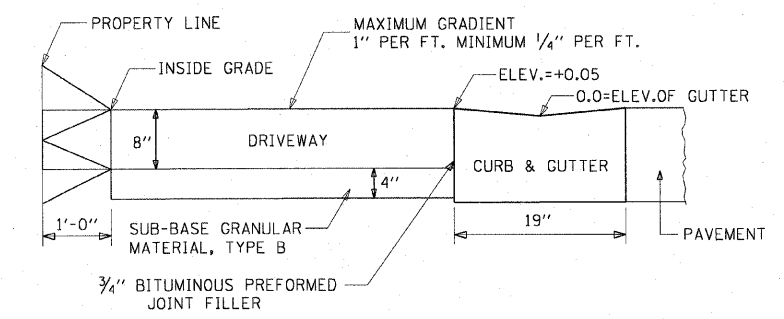 PROPERTY LINE
MAXIMUM GRADIENT
1" PER FT. MINIMUM 1/4" PER FT.
INSIDE GRADE
ELEV.=+0.05
0.0=ELEV.OF GUTTER
8"
DRIVEWAY
CURB & GUTTER
4"
1'-0"
SUB-BASE GRANULAR
MATERIAL, TYPE B
19"
PAVEMENT
3/4" BITUMINOUS PREFORMED
JOINT FILLER